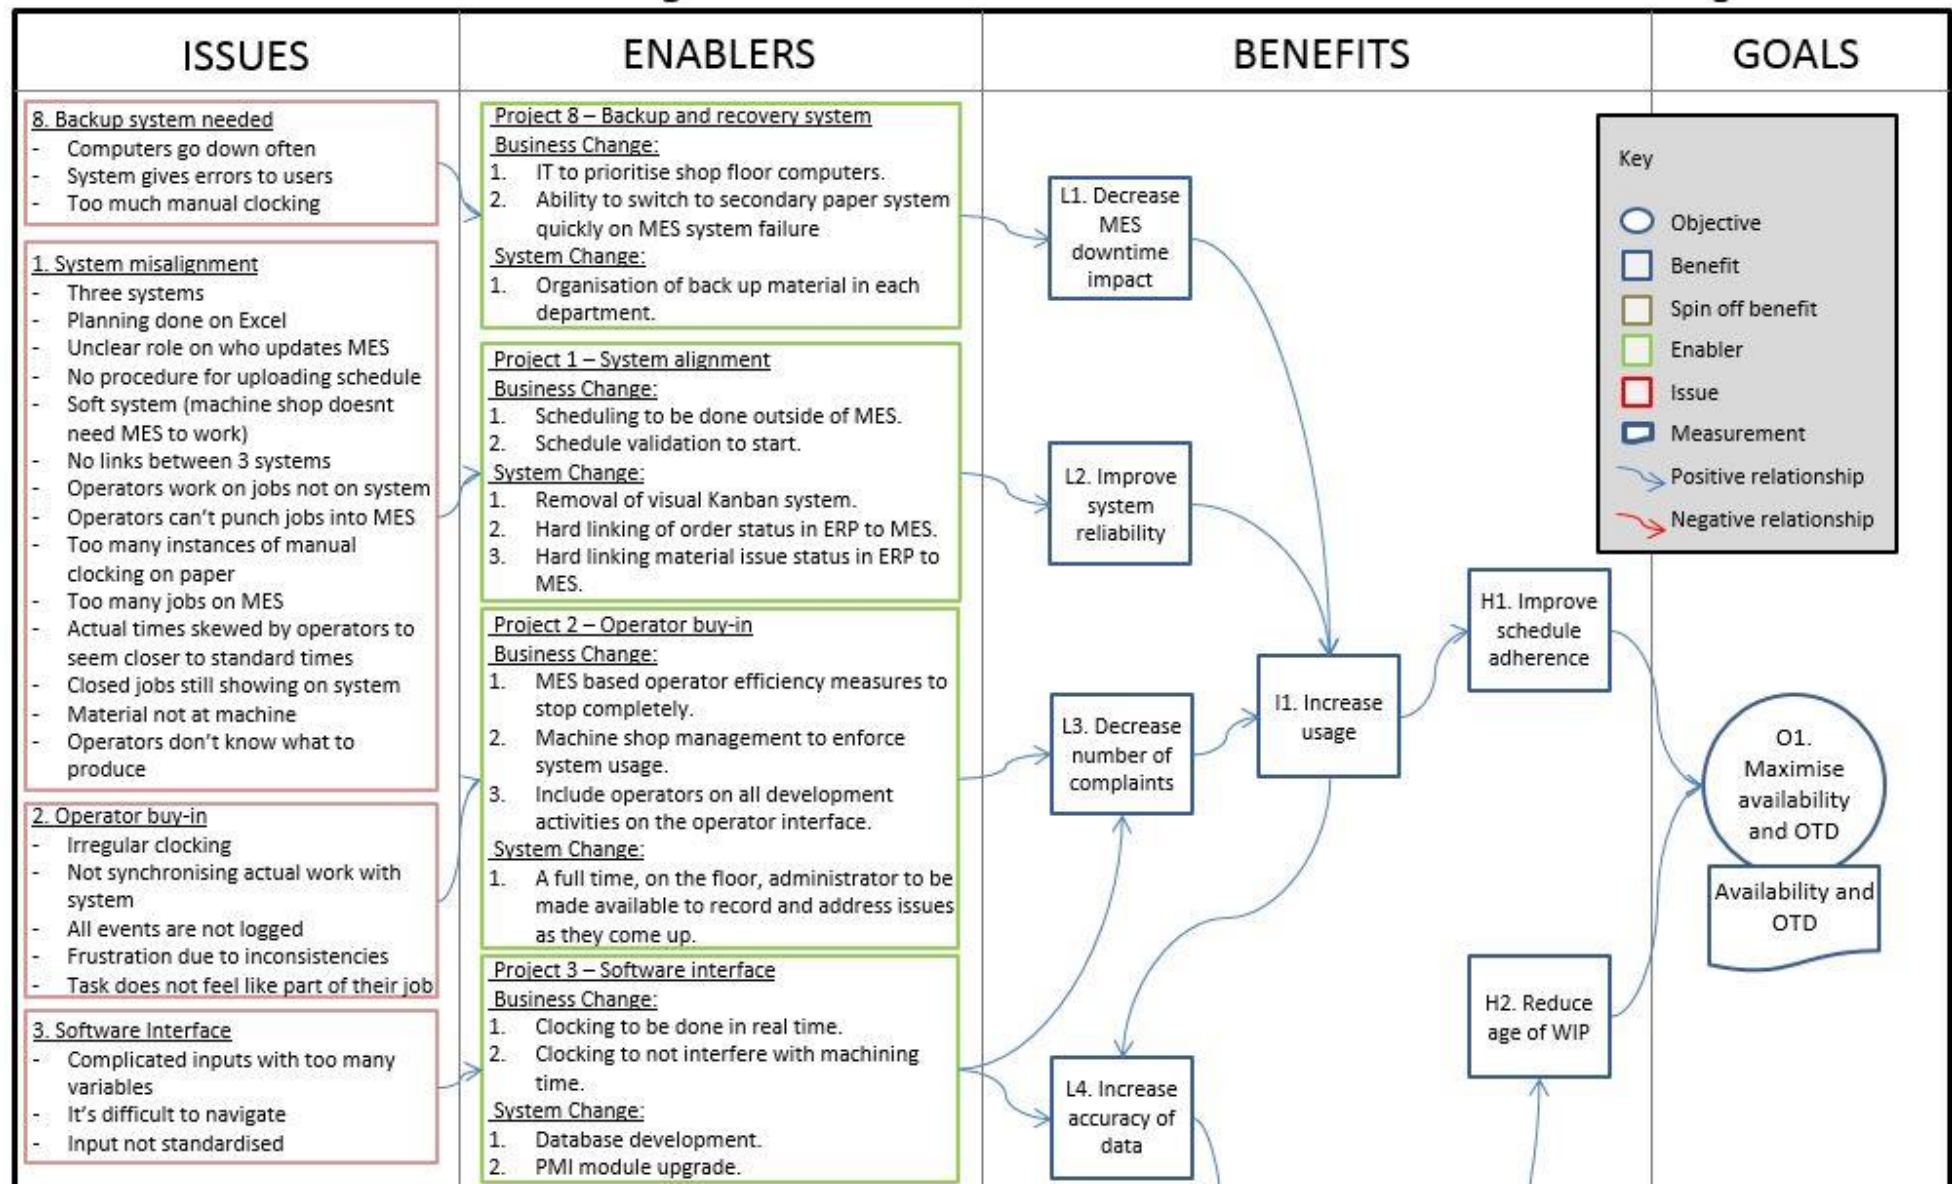 ISSUES
ENABLERS
BENEFITS
GOALS
8. Backup system needed
- Computers go down often
- System gives errors to users
- Too much manual clocking
1. System misalignment
- Three systems
- Planning done on Excel
- Unclear role on who updates MES
- No procedure for uploading schedule
- Soft system (machine shop doesnt
need MES to work)
- No links between 3 systems
- Operators work on jobs not on system
- Operators can't punch jobs into MES
- Too many instances of manual
clocking on paper
- Too many jobs on MES
- Actual times skewed by operators to
seem closer to standard times
- Closed jobs still showing on system
- Material not at machine
- Operators don't know what to
produce
2. Operator buy-in
- Irregular clocking
- Not synchronising actual work with
system
- All events are not logged
- Frustration due to inconsistencies
- Task does not feel like part of their job
3. Software Interface
- Complicated inputs with too many
variables
- It's difficult to navigate
- Input not standardised
Project 8 – Backup and recovery system
Business Change:
1. IT to prioritise shop floor computers.
2. Ability to switch to secondary paper system
quickly on MES system failure
System Change:
1. Organisation of back up material in each
department.
Project 1 – System alignment
Business Change:
1. Scheduling to be done outside of MES.
2. Schedule validation to start.
System Change:
1. Removal of visual Kanban system.
2. Hard linking of order status in ERP to MES.
3. Hard linking material issue status in ERP to
MES.
Project 2 – Operator buy-in
Business Change:
1. MES based operator efficiency measures to
stop completely.
2. Machine shop management to enforce
system usage.
3. Include operators on all development
activities on the operator interface.
System Change:
1. A full time, on the floor, administrator to be
made available to record and address issues
as they come up.
Project 3 – Software interface
Business Change:
1. Clocking to be done in real time.
2. Clocking to not interfere with machining
time.
System Change:
1. Database development.
2. PMI module upgrade.
L1. Decrease
MES
downtime
impact
L2. Improve
system
reliability
L3. Decrease
number of
complaints
L4. Increase
accuracy of
data
I1. Increase
usage
H1. Improve
schedule
adherence
H2. Reduce
age of WIP
Key
Objective
Benefit
Spin off benefit
Enabler
Issue
Measurement
Positive relationship
Negative relationship
O1.
Maximise
availability
and OTD
Availability and
OTD